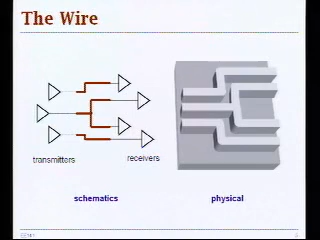 The Wire
transmitters
receivers
schematics
physical